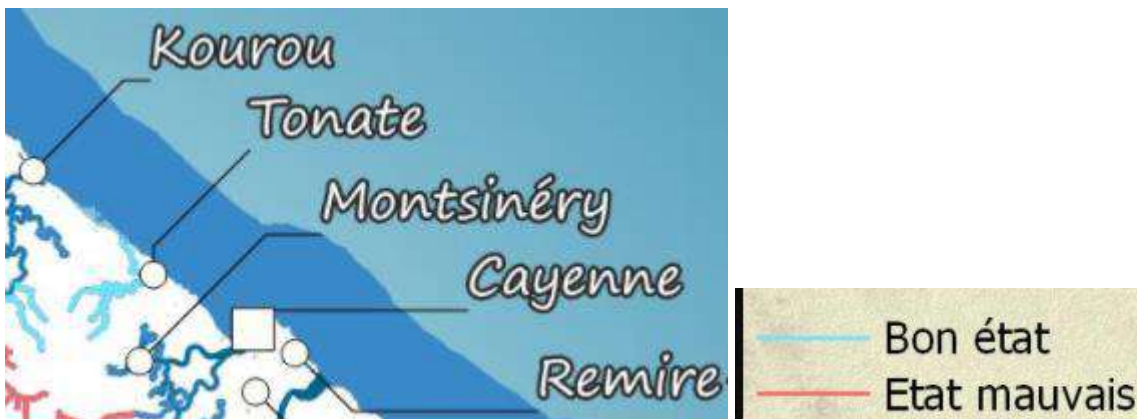 Kourou
Tonate
Montsinéry
Cayenne
Remire-
Bon état
Etat mauvais